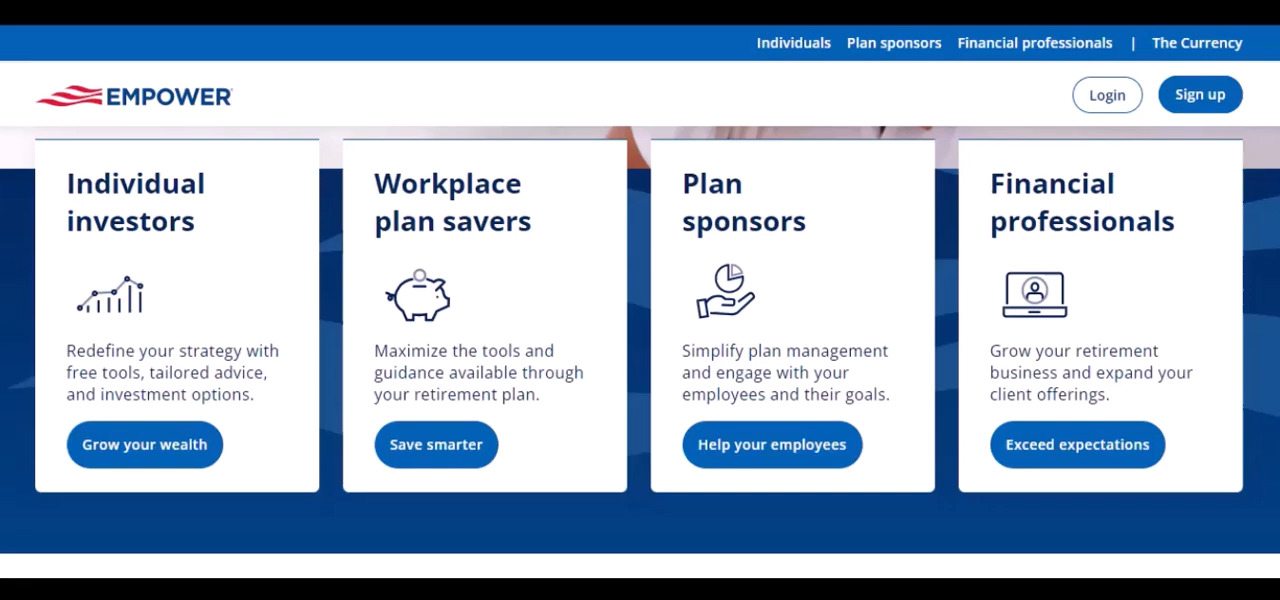 Individuals Plan sponsors Financial professionals | The Currency
EMPOWER
Login
Sign up
Individual
investors
Redefine your strategy with
free tools, tailored advice,
and investment options.
Grow your wealth
Workplace
plan savers
Maximize the tools and
guidance available through
your retirement plan.
Save smarter
Plan
sponsors
Simplify plan management
and engage with your
employees and their goals.
Help your employees
Financial
professionals
Grow your retirement
business and expand your
client offerings.
Exceed expectations